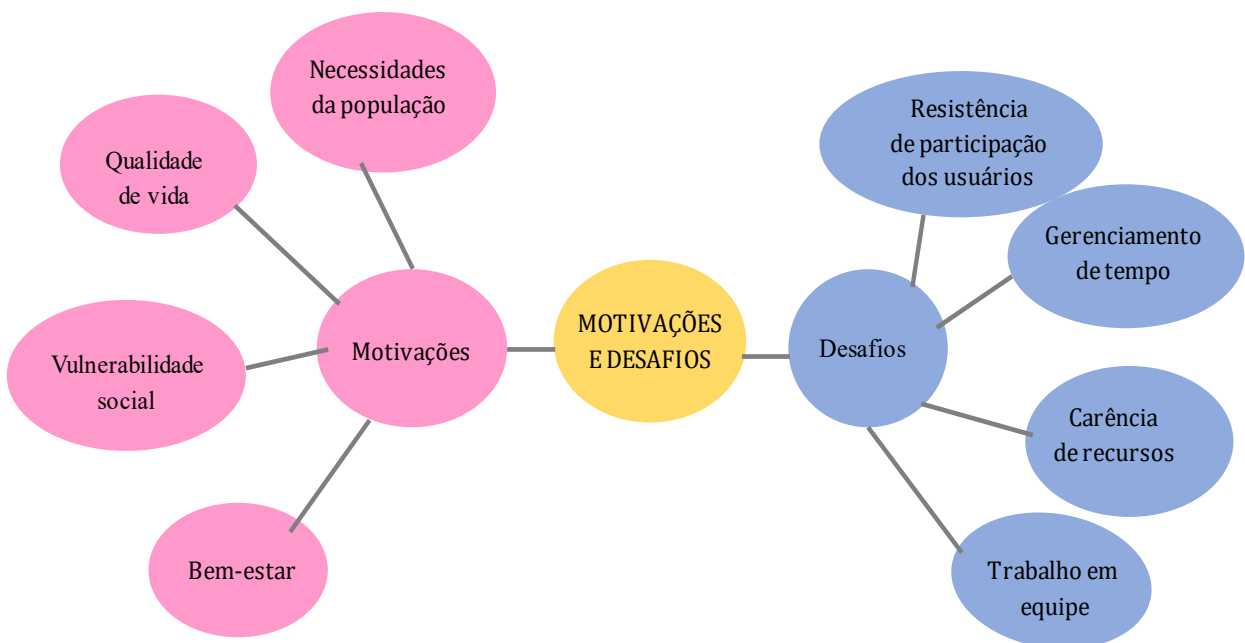 Necessidades
da população
Qualidade
de vida
Vulnerabilidade
social
Bem-estar
Motivações
MOTIVAÇÕES
E DESAFIOS
Desafios
Resistência
de participação
dos usuários
Gerenciamento
de tempo
Carência
de recursos
Trabalho em
equipe